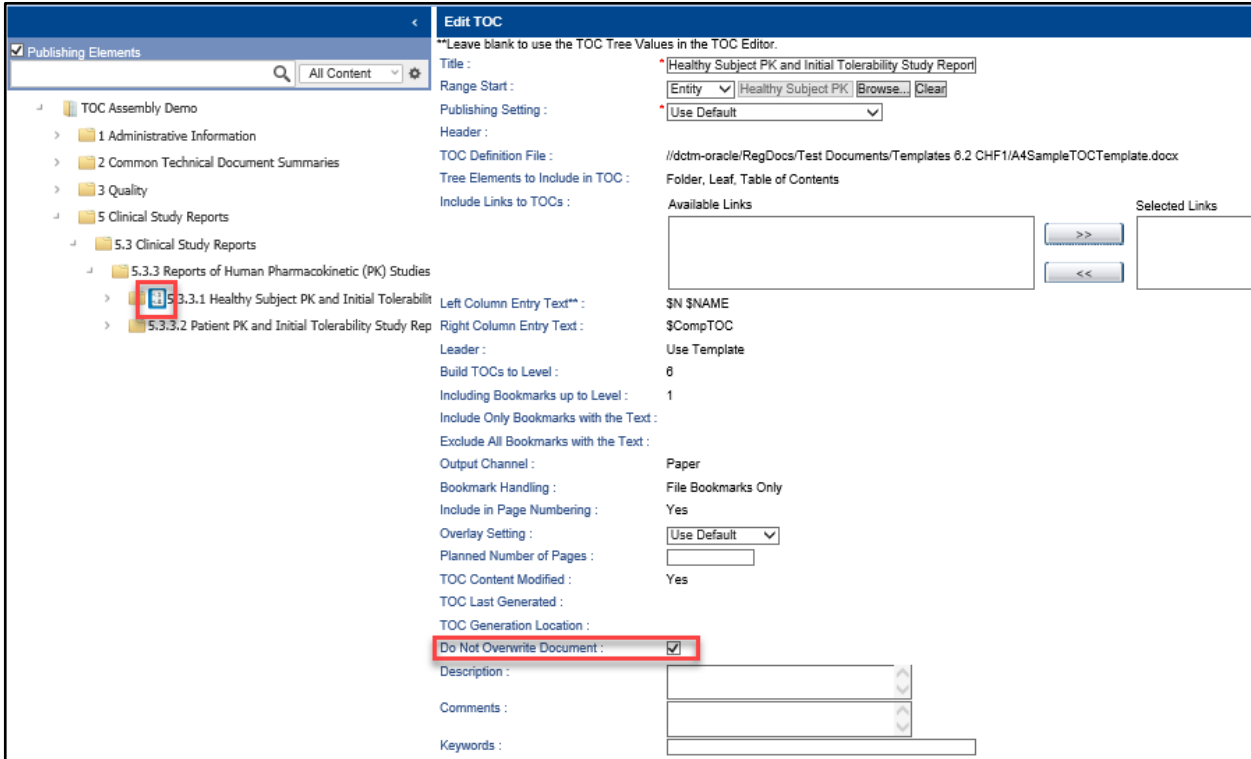 Publishing Elements
All Content
TOC Assembly Demo
1 Administrative Information
2 Common Technical Document Summaries
3 Quality
5 Clinical Study Reports
5.3 Clinical Study Reports
5.3.3 Reports of Human Pharmacokinetic (PK) Studies
5.3.3.1 Healthy Subject PK and Initial Tolerabilit
5.3.3.2 Patient PK and Initial Tolerability Study Rep
Edit TOC
**Leave blank to use the TOC Tree Values in the TOC Editor.
Title : * Healthy Subject PK and Initial Tolerability Study Report
Range Start : Entity Healthy Subject PK Browse... Clear
Publishing Setting : * Use Default
Header :
TOC Definition File : //dctm-oracle/RegDocs/Test Documents/Templates 6.2 CHF1/A4SampleTOCTemplate.docx
Tree Elements to Include in TOC : Folder, Leaf, Table of Contents
Include Links to TOCs : Available Links Selected Links
>>
<<
Left Column Entry Text** : $N $NAME
Right Column Entry Text : $CompTOC
Leader : Use Template
Build TOCs to Level : 6
Including Bookmarks up to Level : 1
Include Only Bookmarks with the Text :
Exclude All Bookmarks with the Text :
Output Channel : Paper
Bookmark Handling : File Bookmarks Only
Include in Page Numbering : Yes
Overlay Setting : Use Default
Planned Number of Pages :
TOC Content Modified : Yes
TOC Last Generated :
TOC Generation Location :
Do Not Overwrite Document :
Description :
Comments :
Keywords :